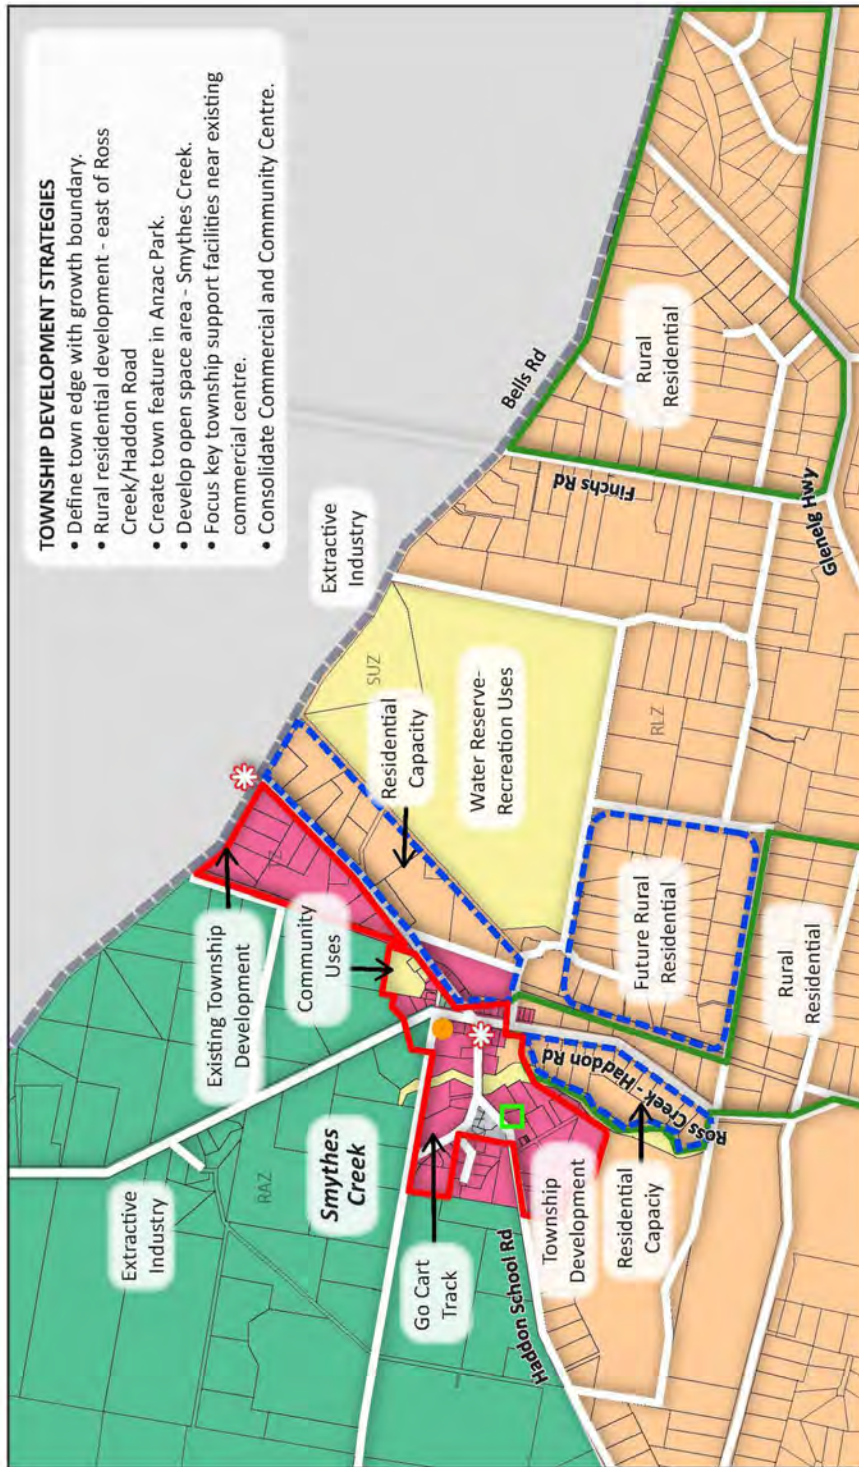 TOWNSHIP DEVELOPMENT STRATEGIES
• Define town edge with growth boundary.
• Rural residential development - east of Ross
Creek/Haddon Road
• Create town feature in Anzac Park.
• Develop open space area - Smythes Creek.
• Focus key township support facilities near existing
commercial centre.
• Consolidate Commercial and Community Centre.
Extractive
Industry
RAZ
Smythes
Creek
Existing Township
Development
TZ
Community
Uses
Go Cart
Track
Haddon School Rd
Township
Development
Residential
Capaciy
Ross Creek - Haddon Rd
Residential
Capacity
SUZ
Water Reserve-
Recreation Uses
Extractive
Industry
Bells Rd
Finchs Rd
Rural
Residential
Glenelg Hwy
RLZ
Future Rural
Residential
Rural
Residential